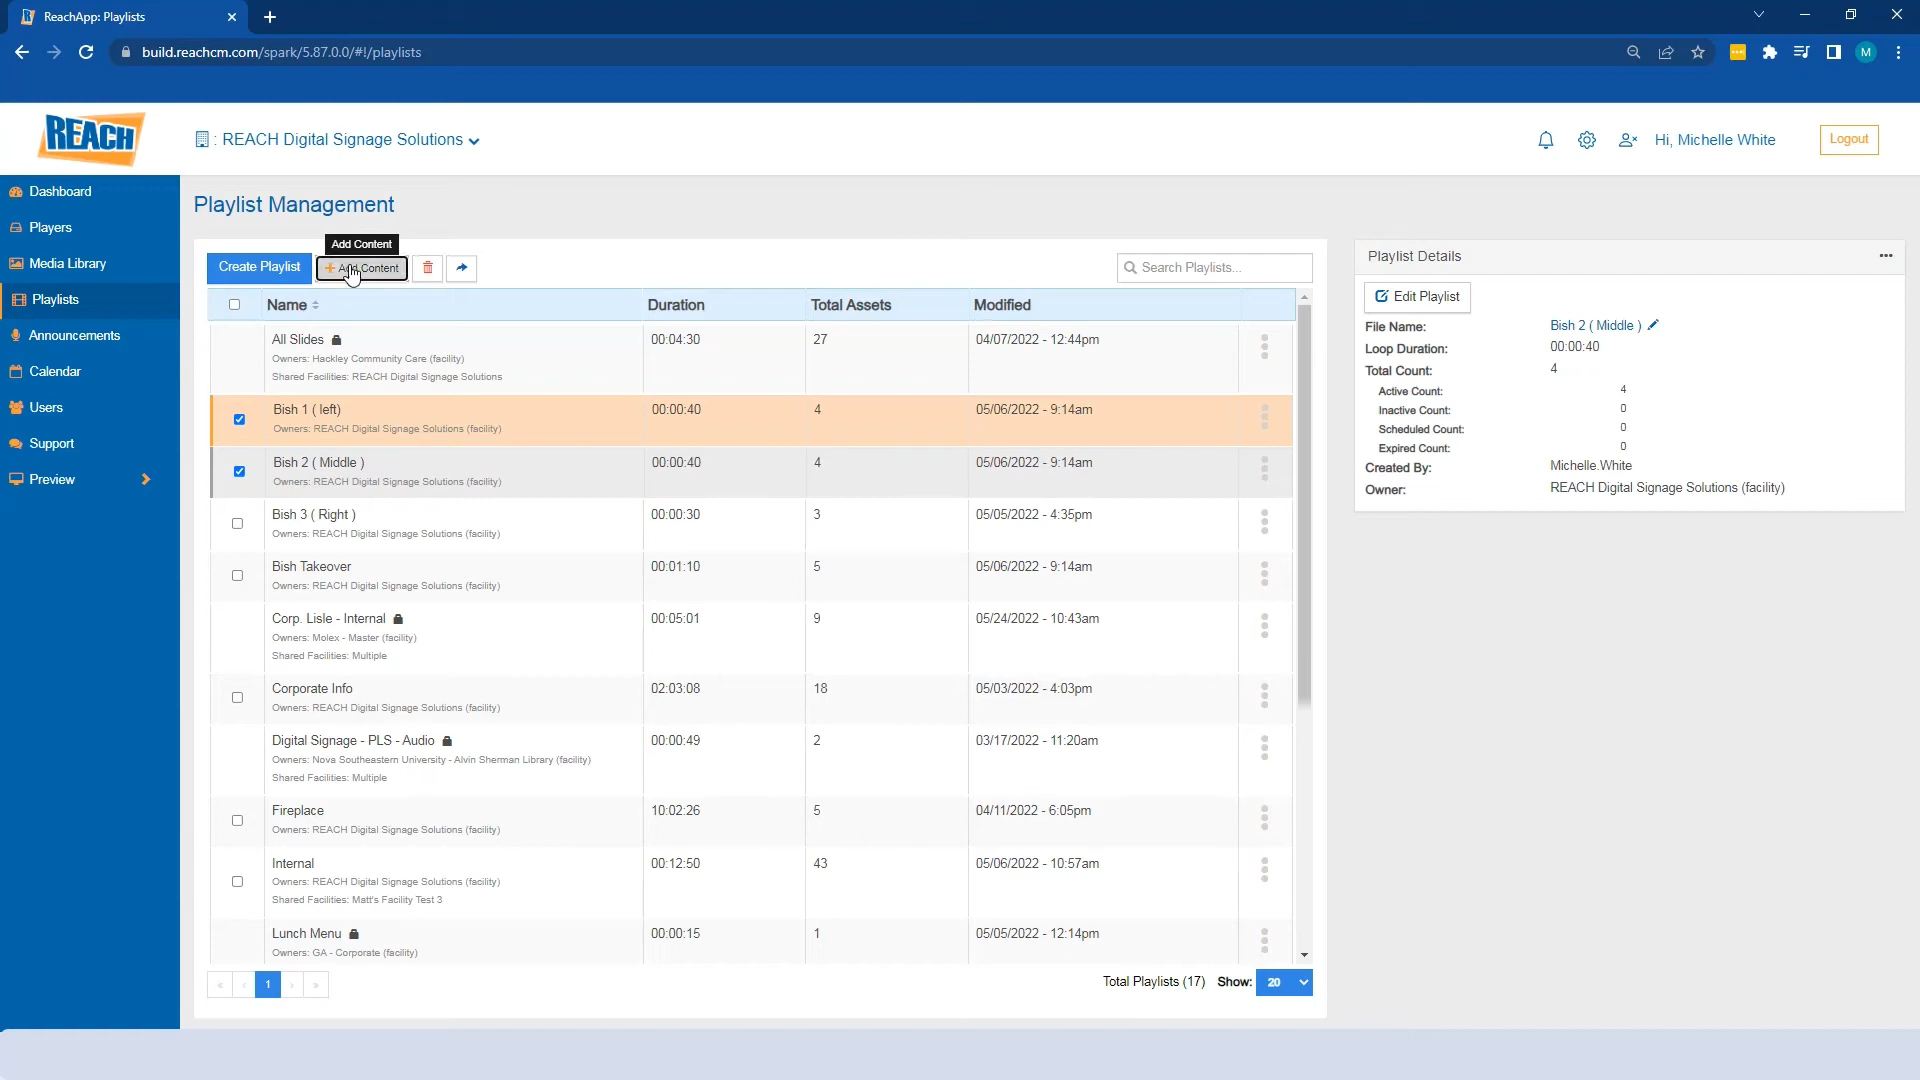 ReachApp: Playlists
build.reachcm.com/spark/5.87.0.0/#!/playlists
M
REACH
: REACH Digital Signage Solutions
Hi, Michelle White
Logout
Dashboard
Players
Media Library
Playlists
Announcements
Calendar
Users
Support
Preview
Playlist Management
Add Content
Create Playlist
Add Content
Search Playlists...
Name
Duration
Total Assets
Modified
All Slides
00:04:30
27
04/07/2022 - 12:44pm
Owners: Hackley Community Care (facility)
Shared Facilities: REACH Digital Signage Solutions
Bish 1 ( left)
00:00:40
4
05/06/2022 - 9:14am
Owners: REACH Digital Signage Solutions (facility)
Bish 2 ( Middle )
00:00:40
4
05/06/2022 - 9:14am
Owners: REACH Digital Signage Solutions (facility)
Bish 3 ( Right )
00:00:30
3
05/05/2022 - 4:35pm
Owners: REACH Digital Signage Solutions (facility)
Bish Takeover
00:01:10
5
05/06/2022 - 9:14am
Owners: REACH Digital Signage Solutions (facility)
Corp. Lisle - Internal
00:05:01
9
05/24/2022 - 10:43am
Owners: Molex - Master (facility)
Shared Facilities: Multiple
Corporate Info
02:03:08
18
05/03/2022 - 4:03pm
Owners: REACH Digital Signage Solutions (facility)
Digital Signage - PLS - Audio
00:00:49
2
03/17/2022 - 11:20am
Owners: Nova Southeastern University - Alvin Sherman Library (facility)
Shared Facilities: Multiple
Fireplace
10:02:26
5
04/11/2022 - 6:05pm
Owners: REACH Digital Signage Solutions (facility)
Internal
00:12:50
43
05/06/2022 - 10:57am
Owners: REACH Digital Signage Solutions (facility)
Shared Facilities: Matt's Facility Test 3
Lunch Menu
00:00:15
1
05/05/2022 - 12:14pm
Owners: GA - Corporate (facility)
« ‹ 1 › »
Total Playlists (17) Show: 20
Playlist Details
Edit Playlist
File Name: Bish 2 ( Middle )
Loop Duration: 00:00:40
Total Count: 4
Active Count: 4
Inactive Count: 0
Scheduled Count: 0
Expired Count: 0
Created By: Michelle.White
Owner: REACH Digital Signage Solutions (facility)